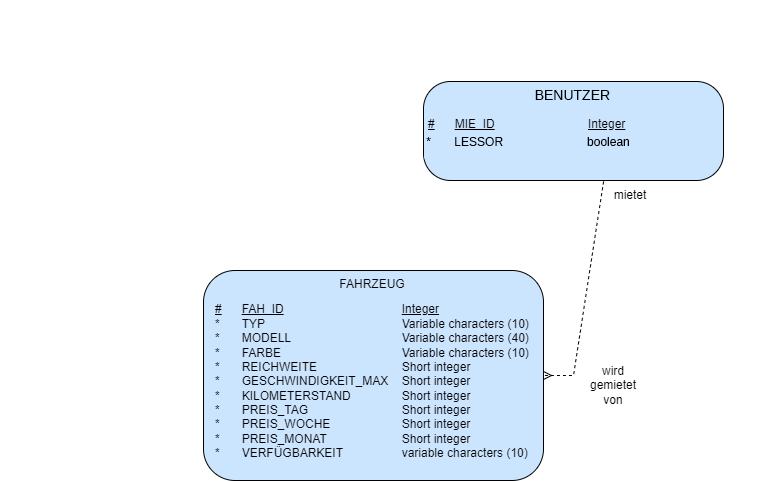 BENUTZER
# MIE_ID Integer
* LESSOR boolean
mietet
FAHRZEUG
# FAH_ID Integer
* TYP Variable characters (10)
* MODELL Variable characters (40)
* FARBE Variable characters (10)
* REICHWEITE Short integer
* GESCHWINDIGKEIT_MAX Short integer
* KILOMETERSTAND Short integer
* PREIS_TAG Short integer
* PREIS_WOCHE Short integer
* PREIS_MONAT Short integer
* VERFÜGBARKEIT variable characters (10)
wird
gemietet
von